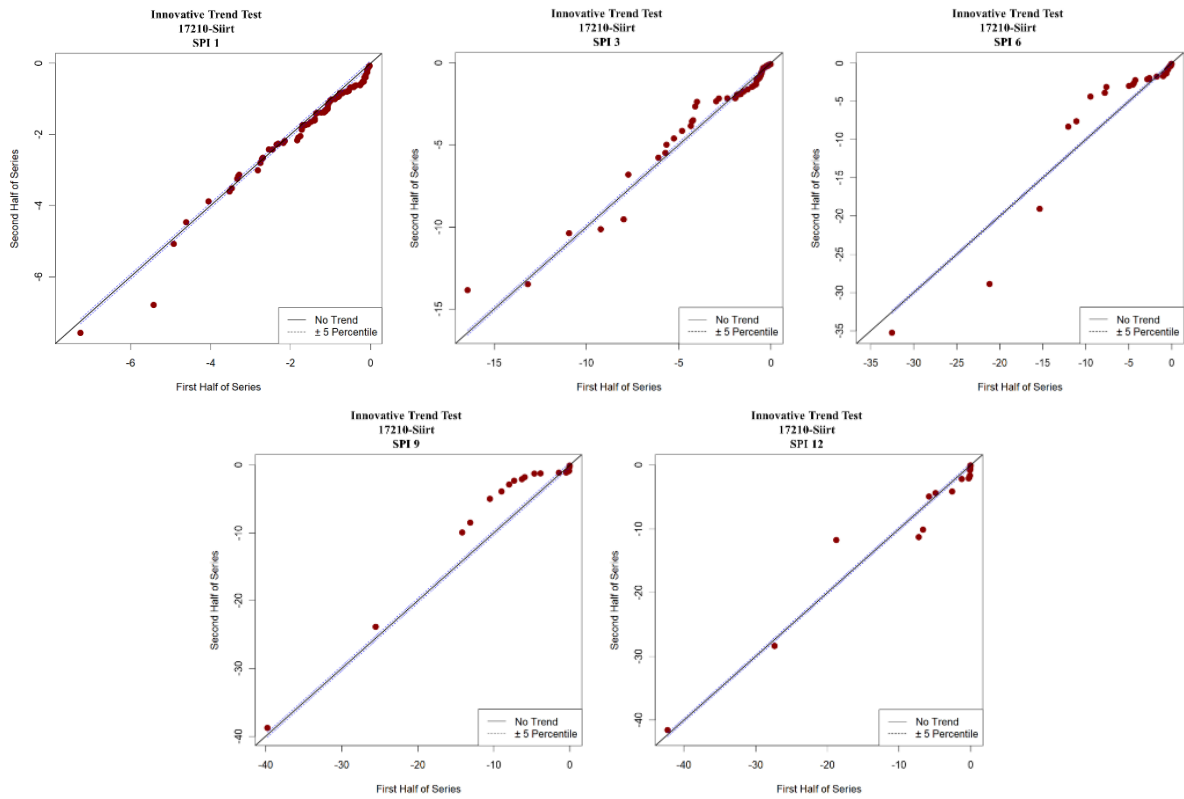 Innovative Trend Test
17210-Siirt
SPI 1
0
-2
-4
-6
Second Half of Series
-6
-4
-2
0
First Half of Series
No Trend
± 5 Percentile
Innovative Trend Test
17210-Siirt
SPI 3
0
-5
-10
-15
Second Half of Series
-15
-10
-5
0
First Half of Series
No Trend
± 5 Percentile
Innovative Trend Test
17210-Siirt
SPI 6
0
-5
-10
-15
-20
-25
-30
-35
Second Half of Series
-35
-30
-25
-20
-15
-10
-5
0
First Half of Series
No Trend
± 5 Percentile
Innovative Trend Test
17210-Siirt
SPI 9
0
-10
-20
-30
-40
Second Half of Series
-40
-30
-20
-10
0
First Half of Series
No Trend
± 5 Percentile
Innovative Trend Test
17210-Siirt
SPI 12
0
-10
-20
-30
-40
Second Half of Series
-40
-30
-20
-10
0
First Half of Series
No Trend
± 5 Percentile